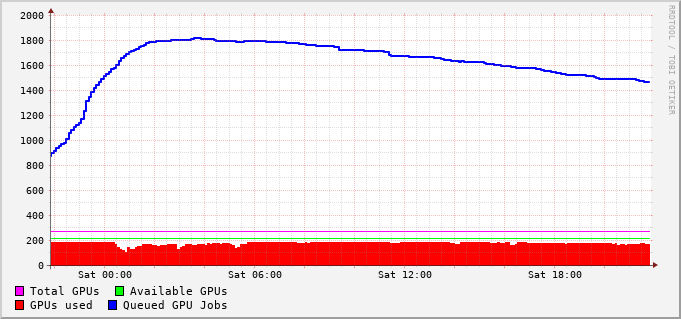 2000
1800
1600
1400
1200
1000
800
600
400
200
0
Sat 00:00 Sat 06:00 Sat 12:00 Sat 18:00
Total GPUs Available GPUs
GPUs used Queued GPU Jobs
RRDTOOL / TOBI OETIKER